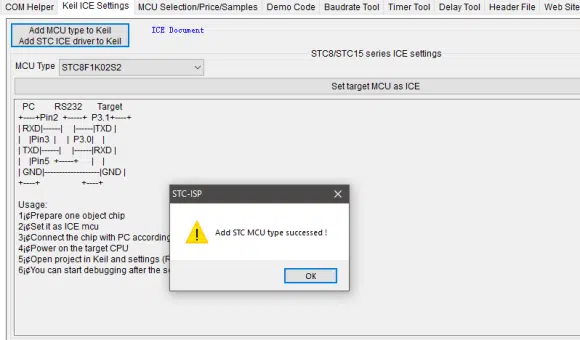 COM Helper Keil ICE Settings MCU Selection/Price/Samples Demo Code Baudrate Tool Timer Tool Delay Tool Header File Web Site
Add MCU type to Keil
Add STC ICE driver to Keil
ICE Document
STC8/STC15 series ICE settings
MCU Type STC8F1K02S2
Set target MCU as ICE
PC RS232 Target
+----+Pin2 +-----+ P3.1+----+
| RXD|------| |------|TXD |
| |Pin3 | | P3.0| |
| TXD|------| |------|RXD |
| |Pin5 +-----+ | |
| GND|-------------------|GND |
+----+ +----+
Usage:
1¡¢Prepare one object chip
2¡¢Set it as ICE mcu
3¡¢Connect the chip with PC according
4¡¢Power on the target CPU
5¡¢Open project in Keil and settings (R
6¡¢You can start debugging after the se
STC-ISP
Add STC MCU type successed !
OK